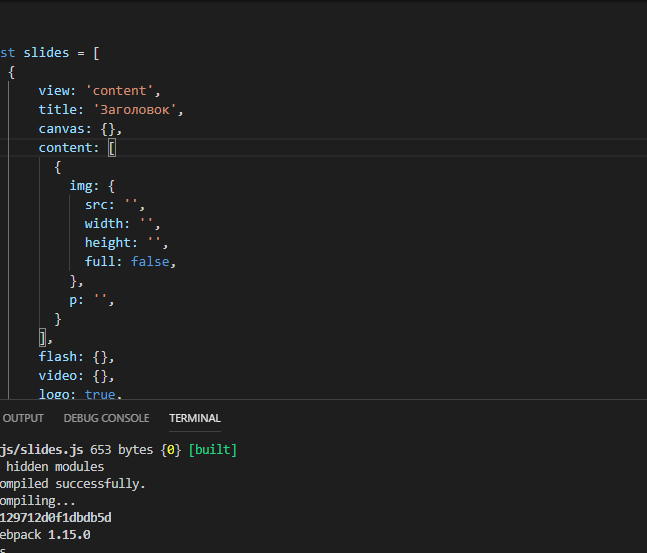 st slides = [
{
view: 'content',
title: 'Заголовок',
canvas: {},
content: [
{
img: {
src: '',
width: '',
height: '',
full: false,
},
p: '',
}
],
flash: {},
video: {},
logo: true,
OUTPUT DEBUG CONSOLE TERMINAL
js/slides.js 653 bytes {0} [built]
hidden modules
ompiled successfully.
ompiling...
129712d0f1dbdb5d
ebpack 1.15.0
s